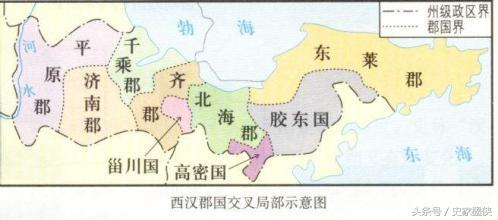 州级政区界
郡国界
渤海
河水
平原郡
济南郡
千乘郡
齐郡
北海郡
东莱郡
胶东国
菑川国
高密国
东海
西汉郡国交叉局部示意图
头条号/史家墨侠